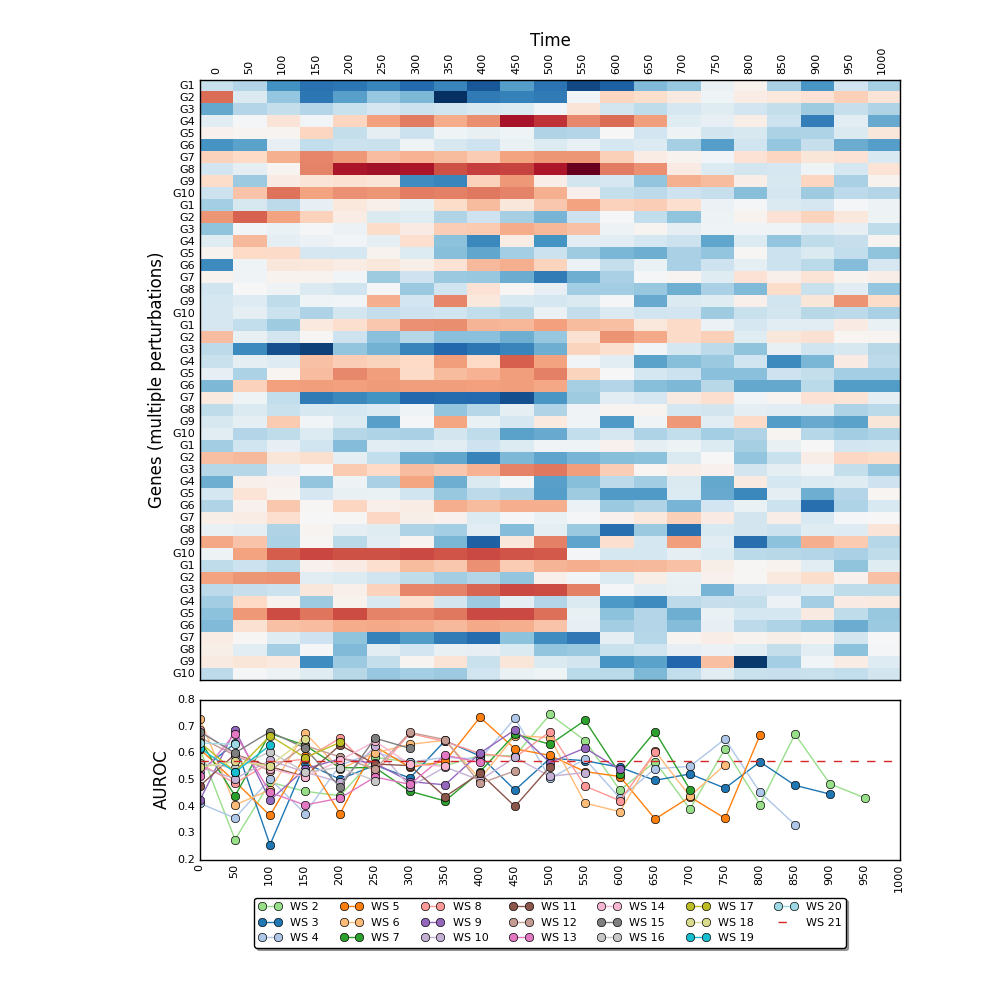 Time
0 50 100 150 200 250 300 350 400 450 500 550 600 650 700 750 800 850 900 950 1000
Genes (multiple perturbations)
G1
G2
G3
G4
G5
G6
G7
G8
G9
G10
G1
G2
G3
G4
G5
G6
G7
G8
G9
G10
G1
G2
G3
G4
G5
G6
G7
G8
G9
G10
G1
G2
G3
G4
G5
G6
G7
G8
G9
G10
G1
G2
G3
G4
G5
G6
G7
G8
G9
G10
AUROC
0.8
0.7
0.6
0.5
0.4
0.3
0.2
0 50 100 150 200 250 300 350 400 450 500 550 600 650 700 750 800 850 900 950 1000
WS 2 WS 5 WS 8 WS 11 WS 14 WS 17 WS 20
WS 3 WS 6 WS 9 WS 12 WS 15 WS 18 WS 21
WS 4 WS 7 WS 10 WS 13 WS 16 WS 19